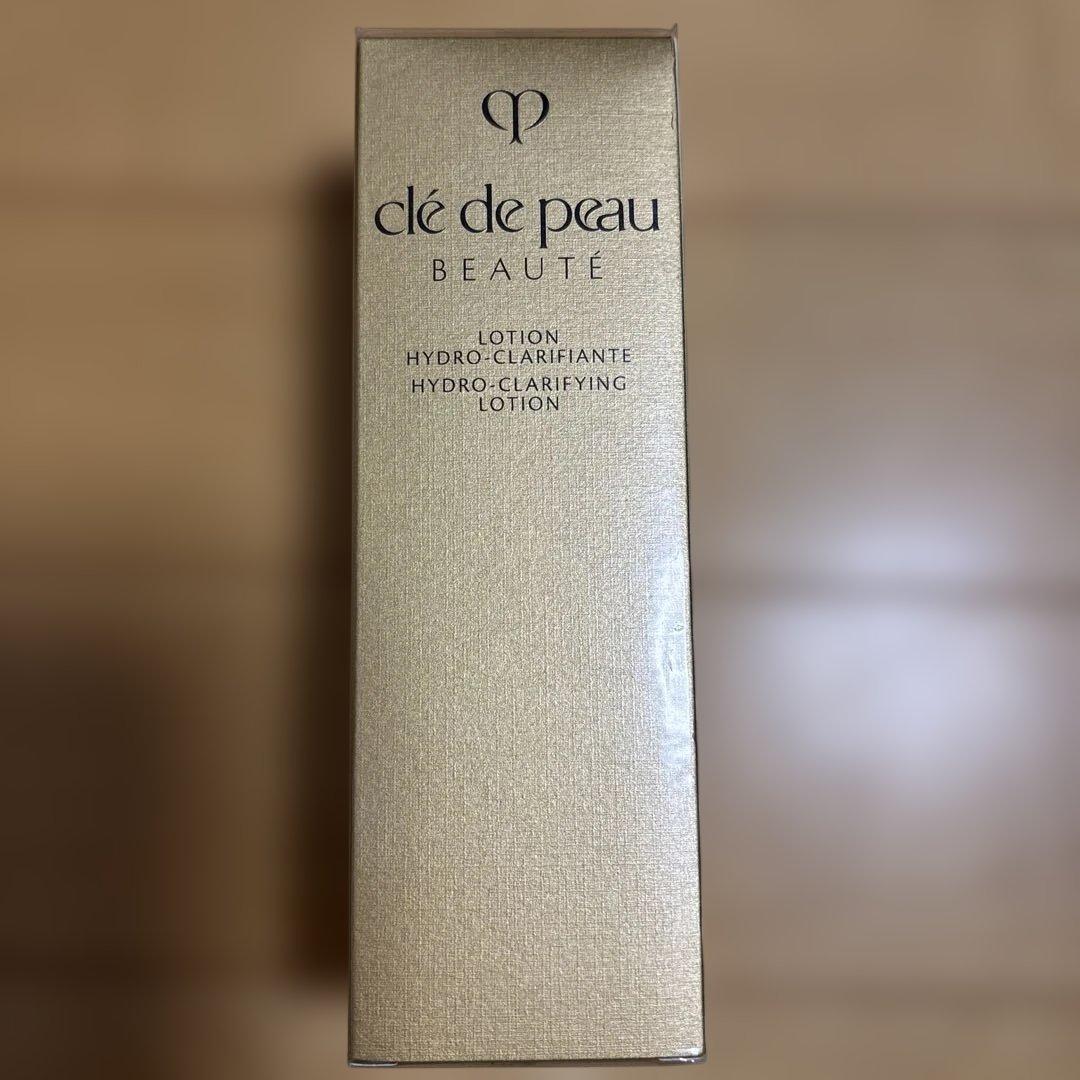 clé de peau
BEAUTÉ
LOTION
HYDRO-CLARIFIANTE
HYDRO-CLARIFYING
LOTION